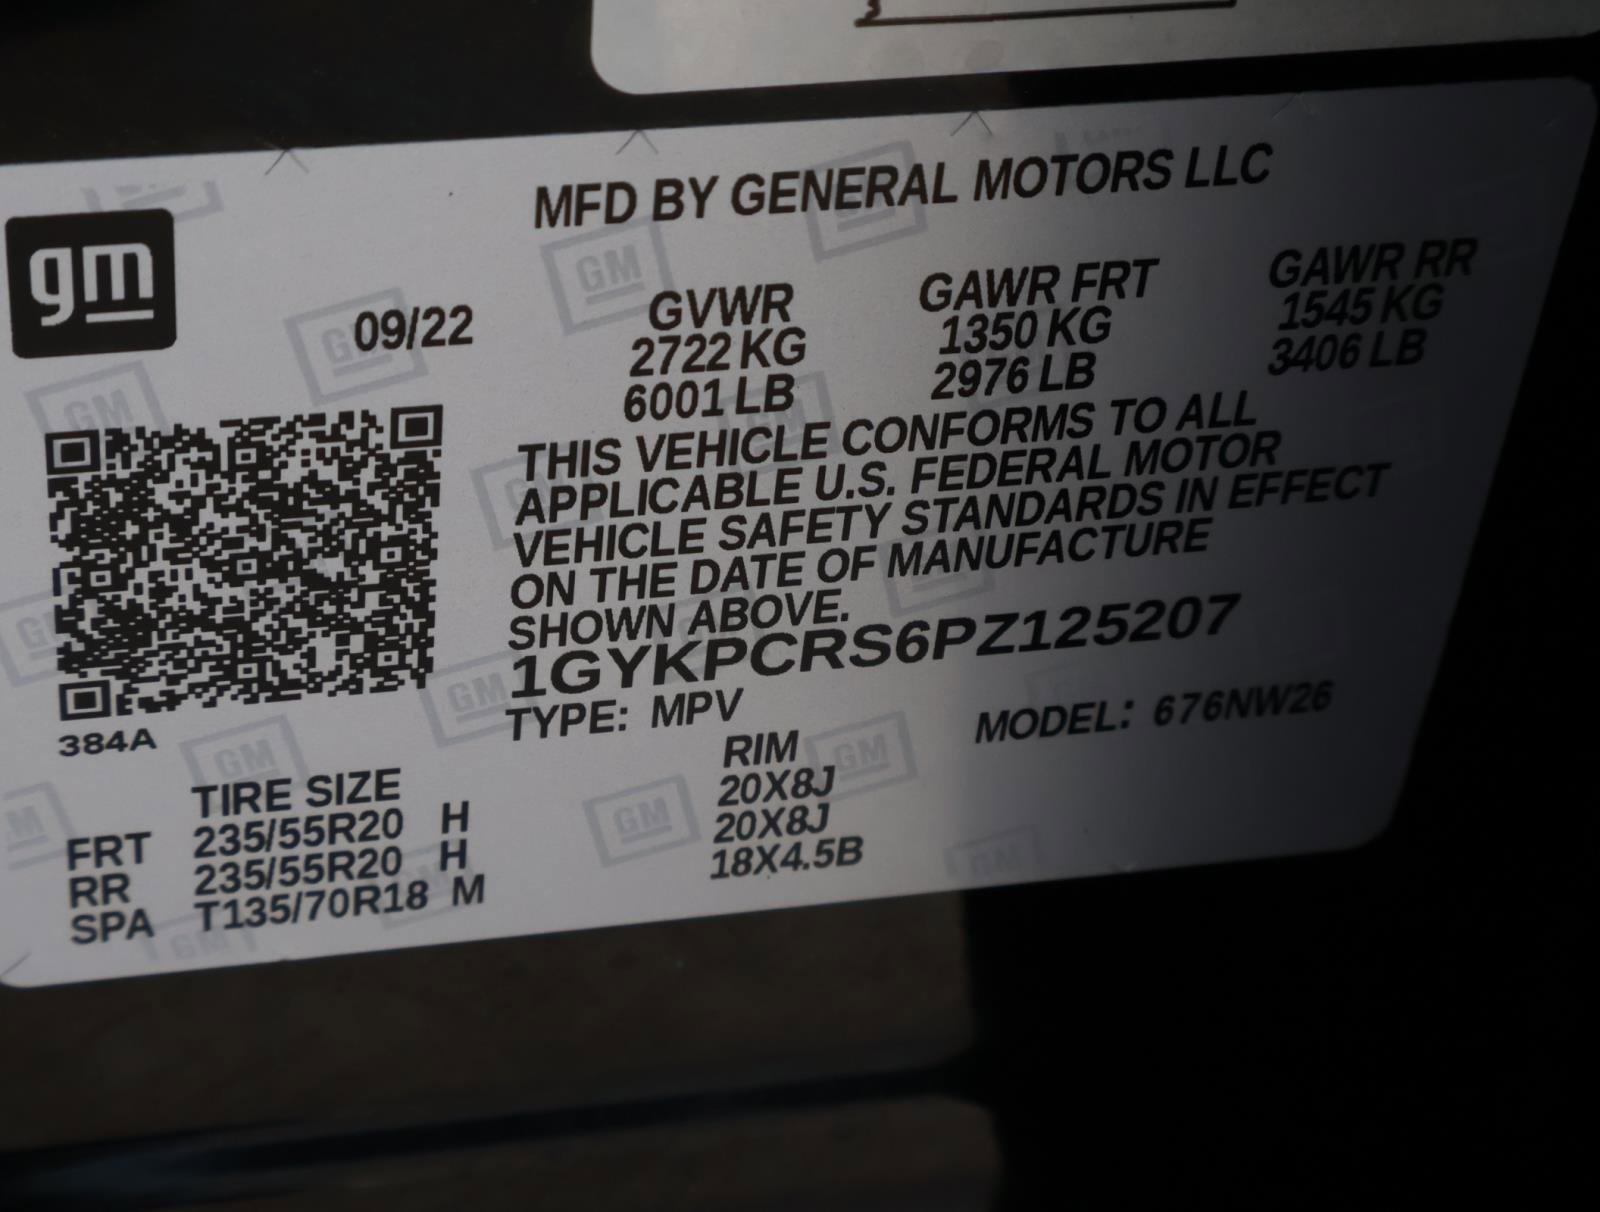 MFD BY GENERAL MOTORS LLC
gm
09/22
GVWR GAWR FRT GAWR RR
2722 KG 1350 KG 1545 KG
6001 LB 2976 LB 3406 LB
THIS VEHICLE CONFORMS TO ALL
APPLICABLE U.S. FEDERAL MOTOR
VEHICLE SAFETY STANDARDS IN EFFECT
ON THE DATE OF MANUFACTURE
SHOWN ABOVE.
1GYKPCRS6PZ125207
TYPE: MPV MODEL: 676NW26
384A
TIRE SIZE RIM
FRT 235/55R20 H 20X8J
RR 235/55R20 H 20X8J
SPA T135/70R18 M 18X4.5B